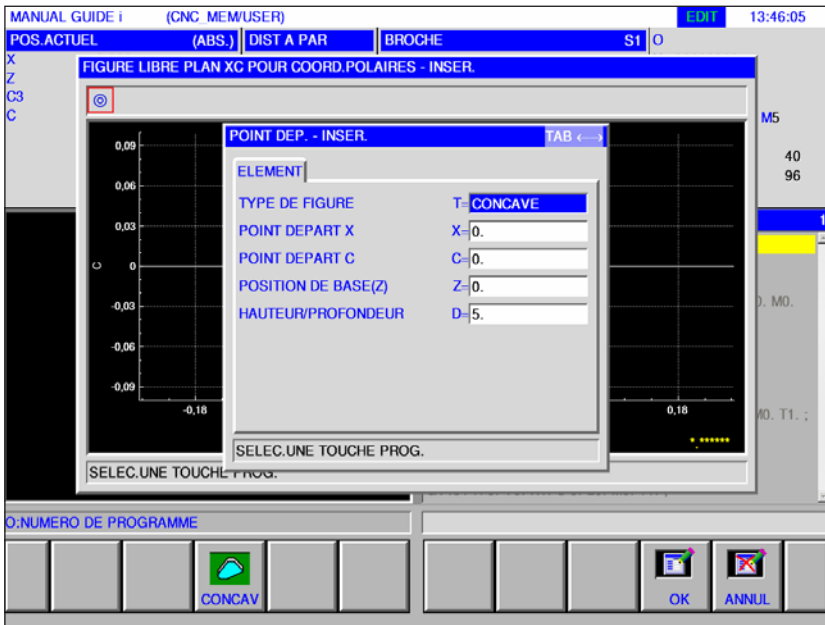 MANUAL GUIDE i (CNC_MEM/USER) EDIT 13:46:05
POS.ACTUEL (ABS.) DIST A PAR BROCHE S1 O
X
Z
C3
C
M5
40
96
1
FIGURE LIBRE PLAN XC POUR COORD.POLAIRES - INSER.
POINT DEP. - INSER. TAB ←→
ELEMENT
TYPE DE FIGURE T=CONCAVE
POINT DEPART X X=0.
POINT DEPART C C=0.
POSITION DE BASE(Z) Z=0.
HAUTEUR/PROFONDEUR D=5.
SELEC.UNE TOUCHE PROG.
0,09
0,06
0,03
C 0
-0,03
-0,06
-0,09
-0,18 0,18
*.******
SELEC.UNE TOUCHE PROG.
0. M0.
M0. T1. ;
O:NUMERO DE PROGRAMME
CONCAV OK ANNUL